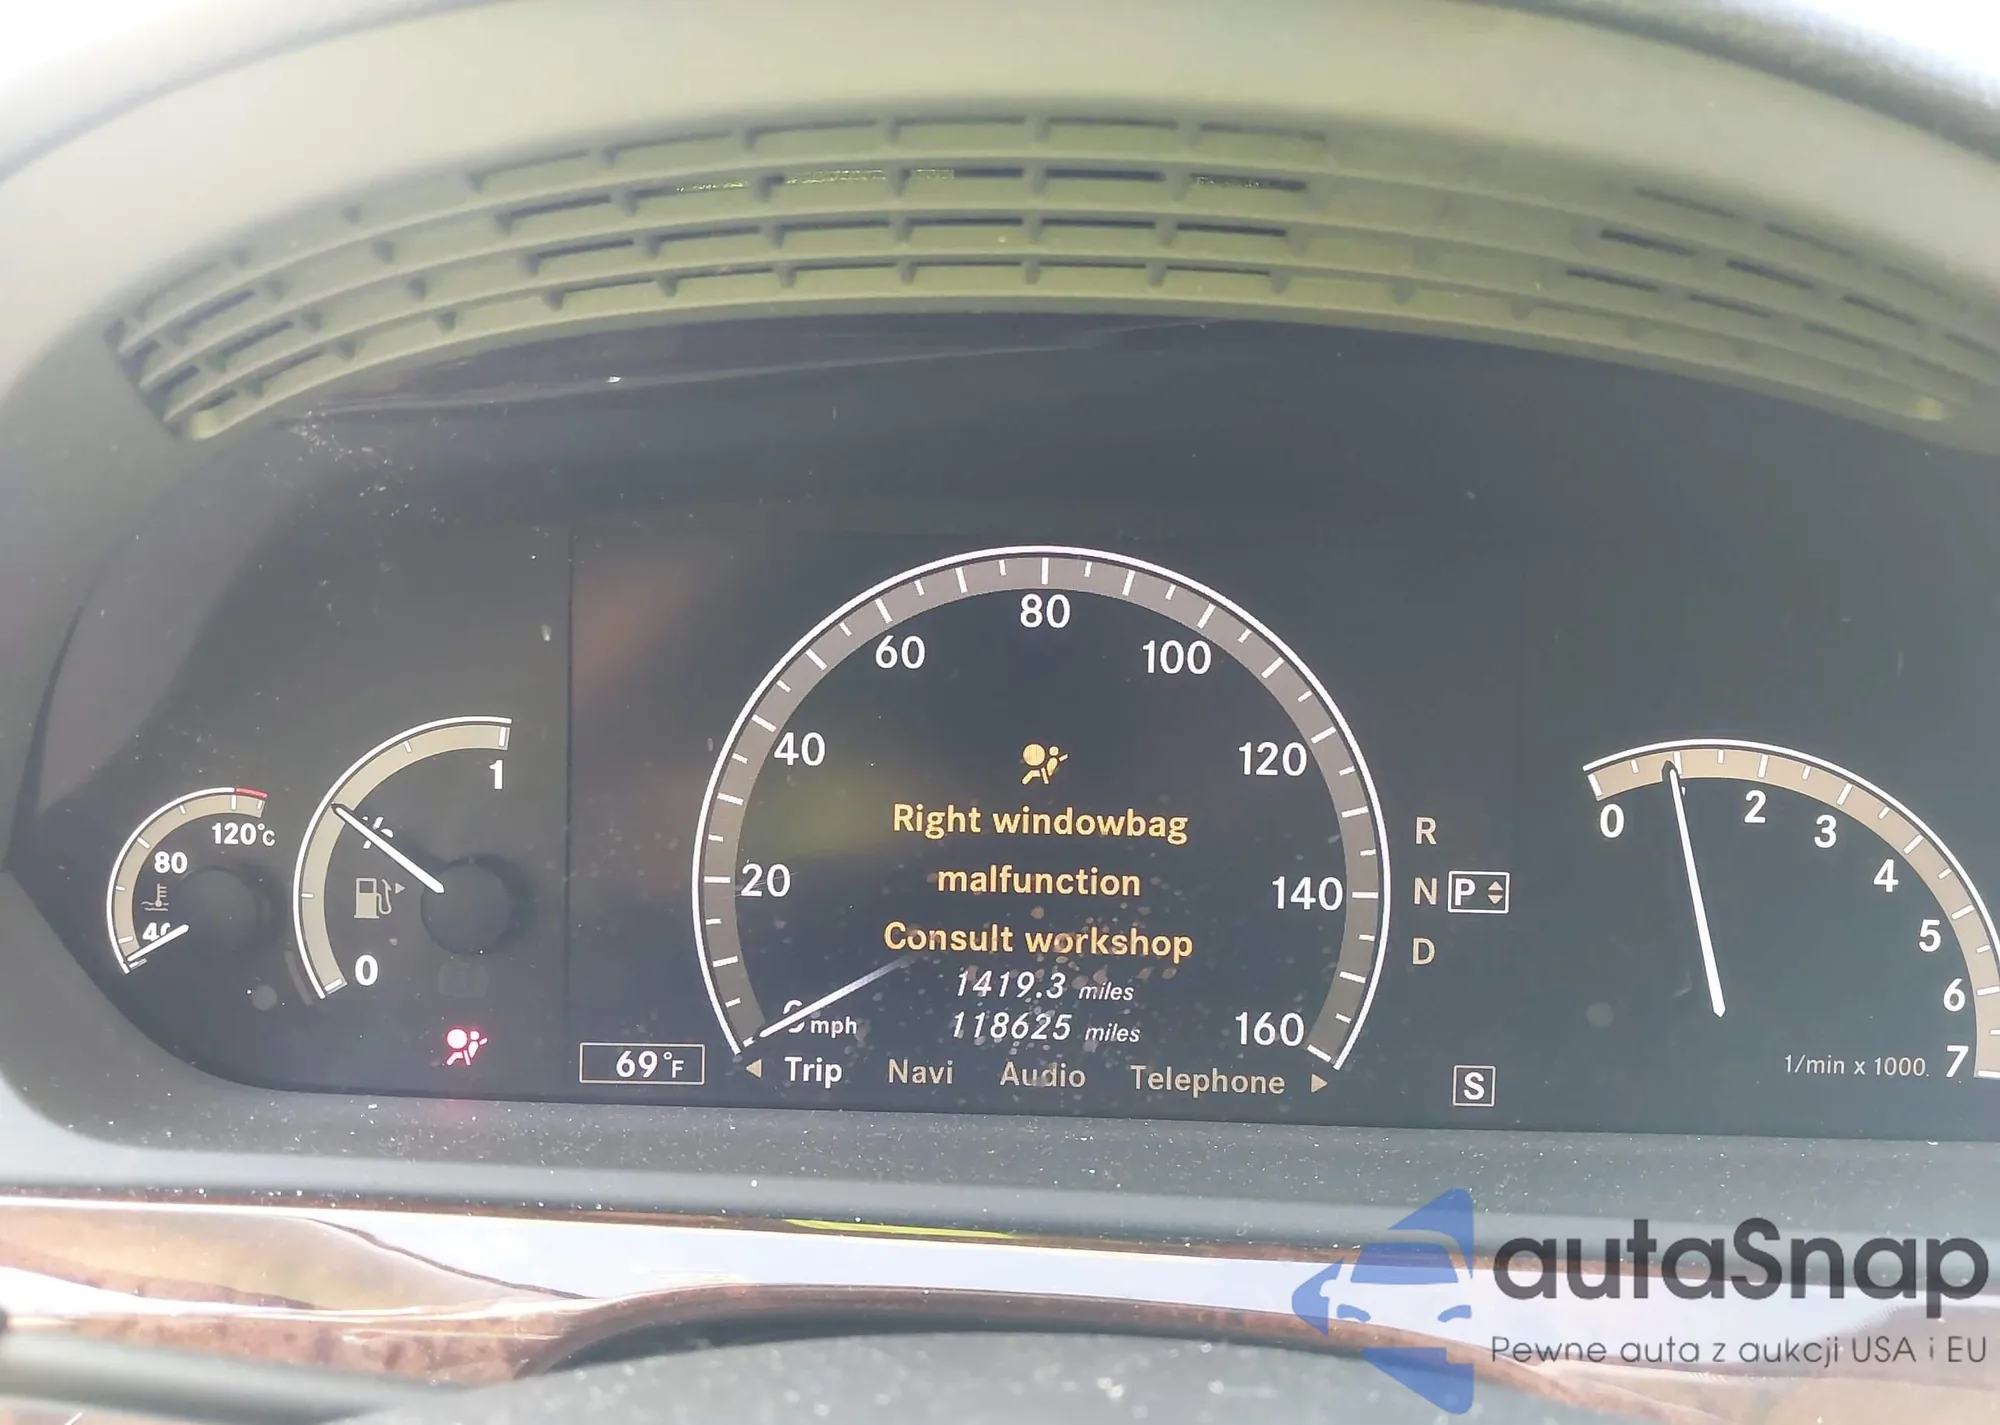 80
60
100
40
120
20
140
160
mph
Right windowbag
malfunction
Consult workshop
1419.3 miles
118625 miles
Trip Navi Audio Telephone
69°F
120°C
80
40
1
0
R
N P
D
S
0
2
3
4
5
6
7
1/min x 1000
autaSnap
Pewne auta z aukcji USA i EU